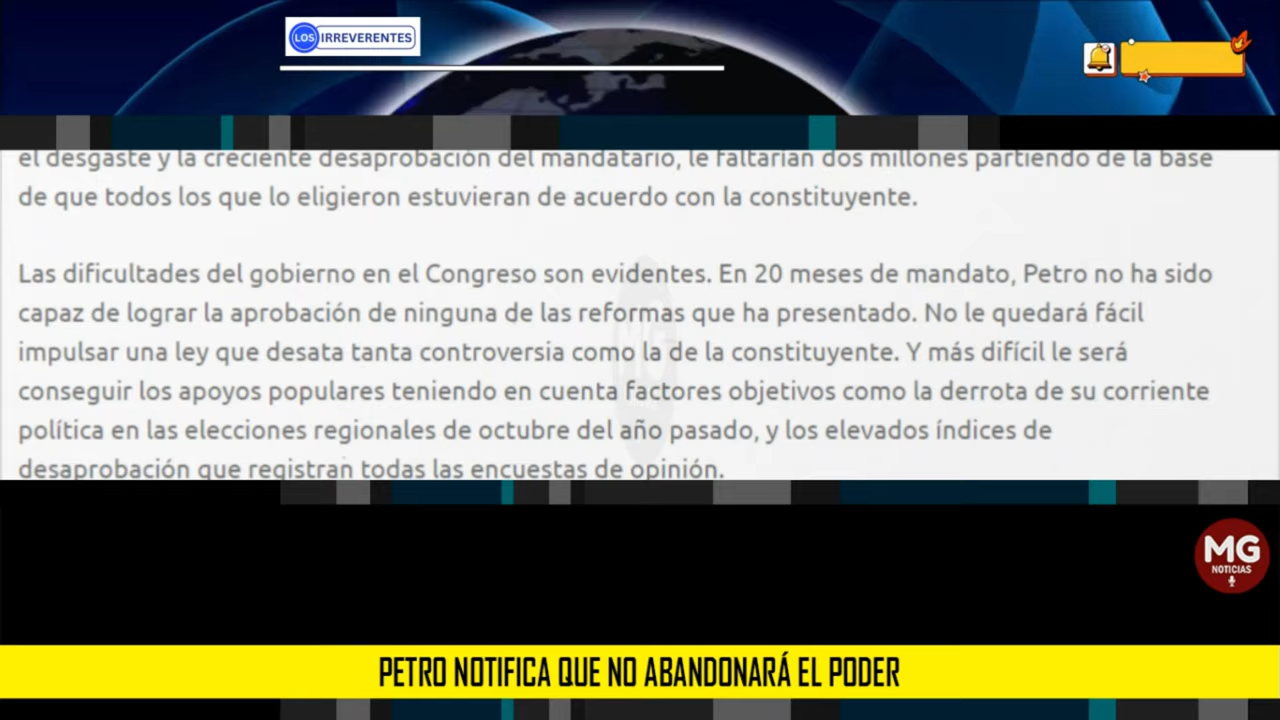 LOS IRREVERENTES
el desgaste y la creciente desaprobación del mandatario, le faltarían dos millones partiendo de la base
de que todos los que lo eligieron estuvieran de acuerdo con la constituyente.
Las dificultades del gobierno en el Congreso son evidentes. En 20 meses de mandato, Petro no ha sido
capaz de lograr la aprobación de ninguna de las reformas que ha presentado. No le quedará fácil
impulsar una ley que desata tanta controversia como la de la constituyente. Y más difícil le será
conseguir los apoyos populares teniendo en cuenta factores objetivos como la derrota de su corriente
política en las elecciones regionales de octubre del año pasado, y los elevados índices de
desaprobación que registran todas las encuestas de opinión.
MG
NOTICIAS
PETRO NOTIFICA QUE NO ABANDONARÁ EL PODER